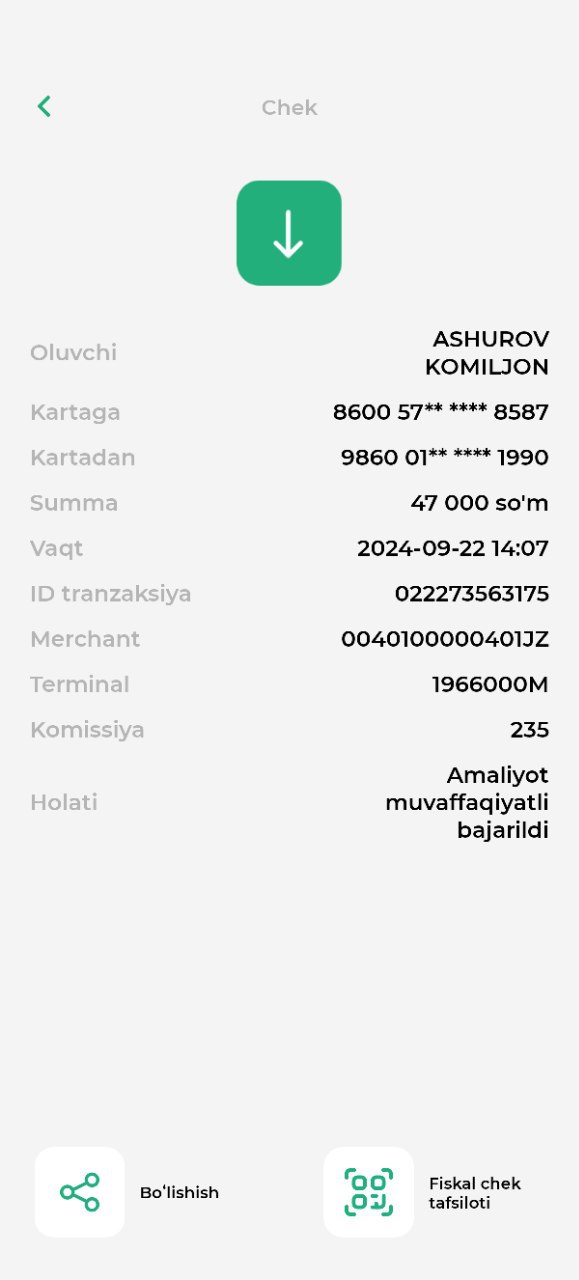 Chek
Oluvchi
ASHUROV
KOMILJON
Kartaga 8600 57** **** 8587
Kartadan 9860 01** **** 1990
Summa 47 000 so'm
Vaqt 2024-09-22 14:07
ID tranzaksiya 022273563175
Merchant 0040100000401JZ
Terminal 1966000M
Komissiya 235
Holati
Amaliyot
muvaffaqiyatli
bajarildi
Boʻlishish
Fiskal chek
tafsiloti